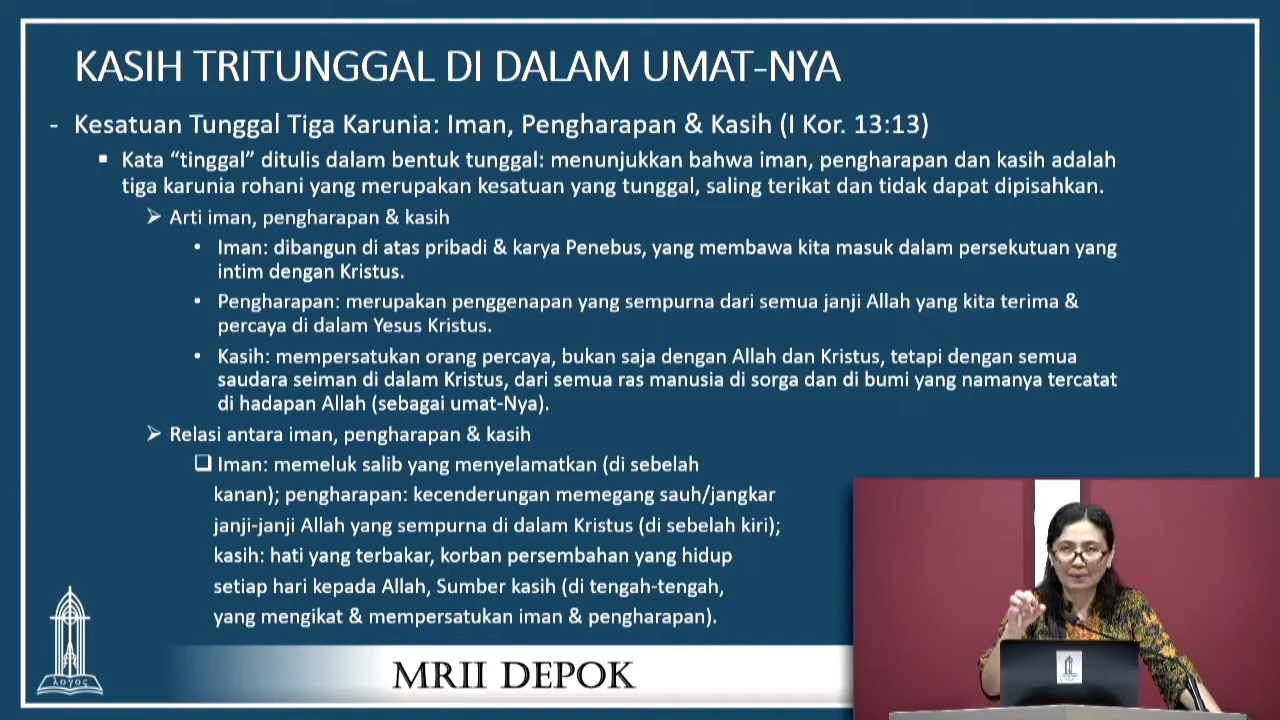 KASIH TRITUNGGAL DI DALAM UMAT-NYA
- Kesatuan Tunggal Tiga Karunia: Iman, Pengharapan & Kasih (I Kor. 13:13)
▪ Kata “tinggal” ditulis dalam bentuk tunggal: menunjukkan bahwa iman, pengharapan dan kasih adalah
tiga karunia rohani yang merupakan kesatuan yang tunggal, saling terikat dan tidak dapat dipisahkan.
➢ Arti iman, pengharapan & kasih
• Iman: dibangun di atas pribadi & karya Penebus, yang membawa kita masuk dalam persekutuan yang
intim dengan Kristus.
• Pengharapan: merupakan penggenapan yang sempurna dari semua janji Allah yang kita terima &
percaya di dalam Yesus Kristus.
• Kasih: mempersatukan orang percaya, bukan saja dengan Allah dan Kristus, tetapi dengan semua
saudara seiman di dalam Kristus, dari semua ras manusia di sorga dan di bumi yang namanya tercatat
di hadapan Allah (sebagai umat-Nya).
➢ Relasi antara iman, pengharapan & kasih
❑ Iman: memeluk salib yang menyelamatkan (di sebelah
kanan); pengharapan: kecenderungan memegang sauh/jangkar
janji-janji Allah yang sempurna di dalam Kristus (di sebelah kiri);
kasih: hati yang terbakar, korban persembahan yang hidup
setiap hari kepada Allah, Sumber kasih (di tengah-tengah,
yang mengikat & mempersatukan iman & pengharapan).
λογος
MRII DEPOK